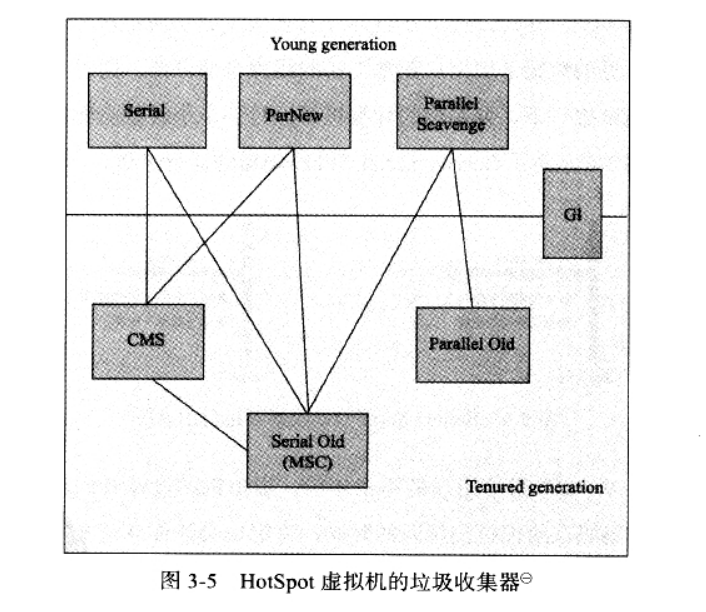 Young generation
Serial
ParNew
Parallel
Scavenge
G1
CMS
Parallel Old
Serial Old
(MSC)
Tenured generation
图 3-5 HotSpot 虚拟机的垃圾收集器㊀